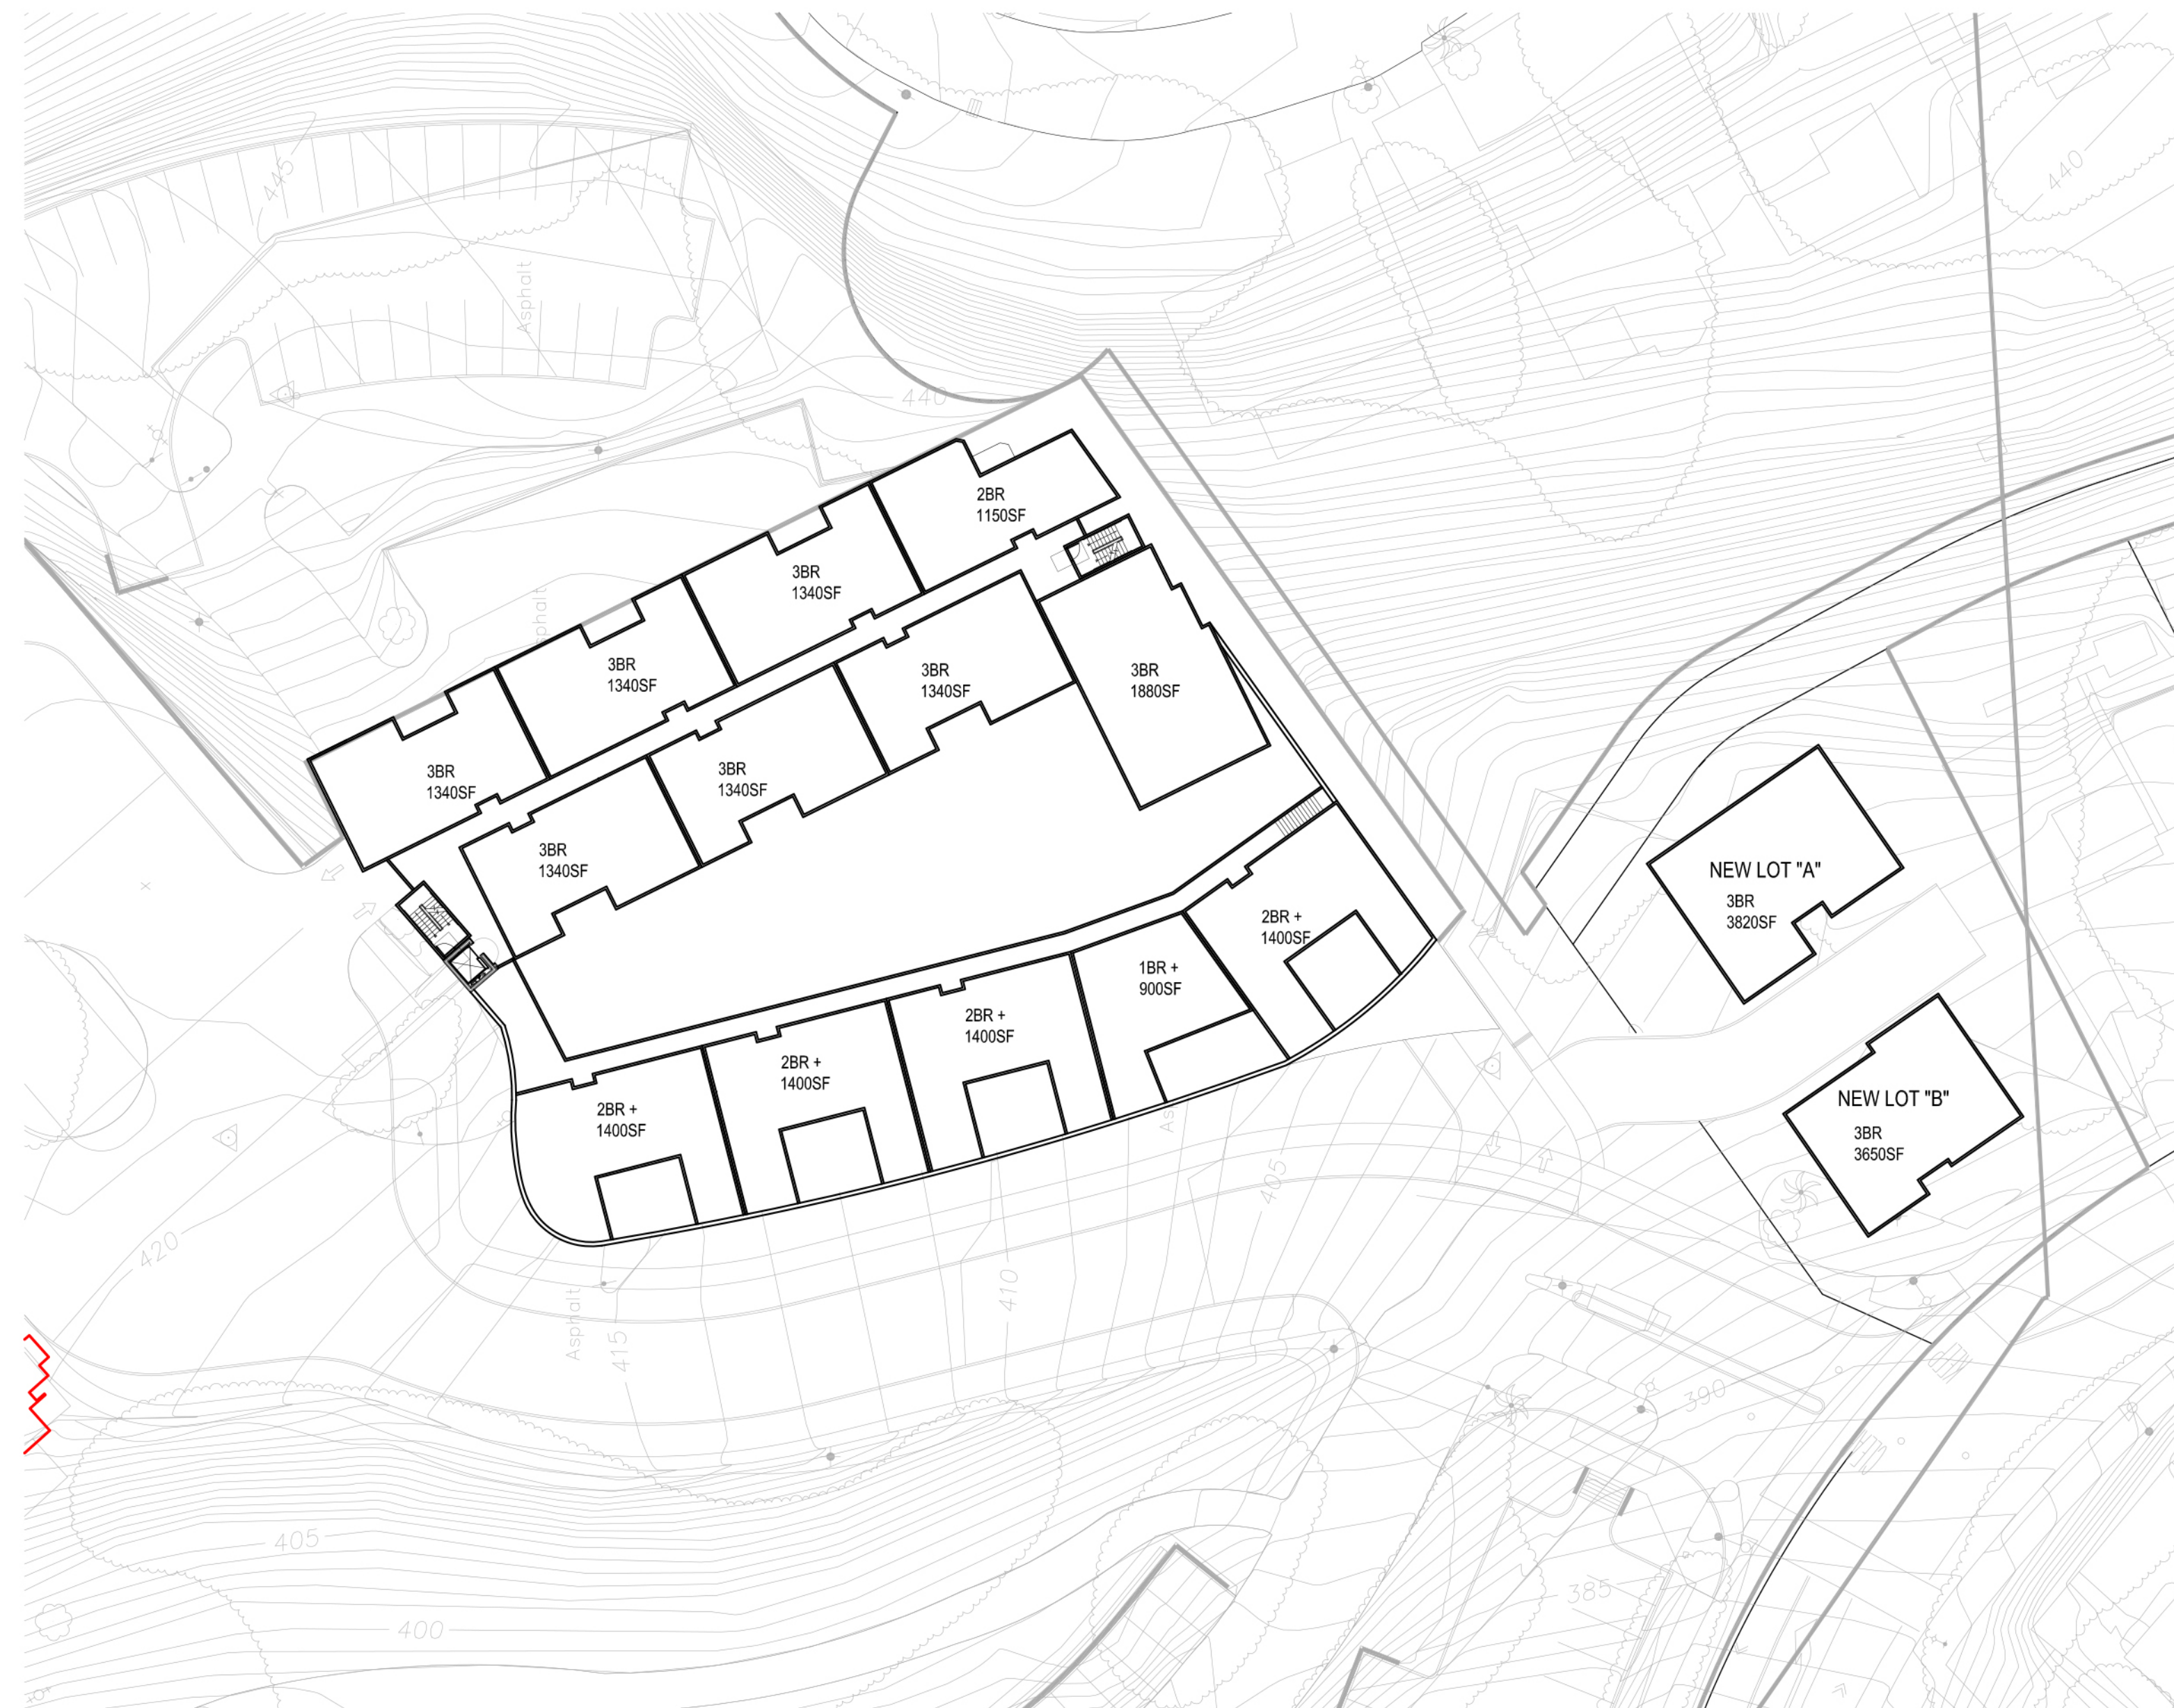 445
440
Asphalt
440
2BR
1150SF
3BR
1340SF
3BR
1340SF
3BR
1340SF
3BR
1880SF
3BR
1340SF
3BR
1340SF
3BR
1340SF
NEW LOT "A"
3BR
3820SF
2BR +
1400SF
1BR +
900SF
2BR +
1400SF
2BR +
1400SF
2BR +
1400SF
NEW LOT "B"
3BR
3650SF
405
420
410
415
Asphalt
390
405
385
400